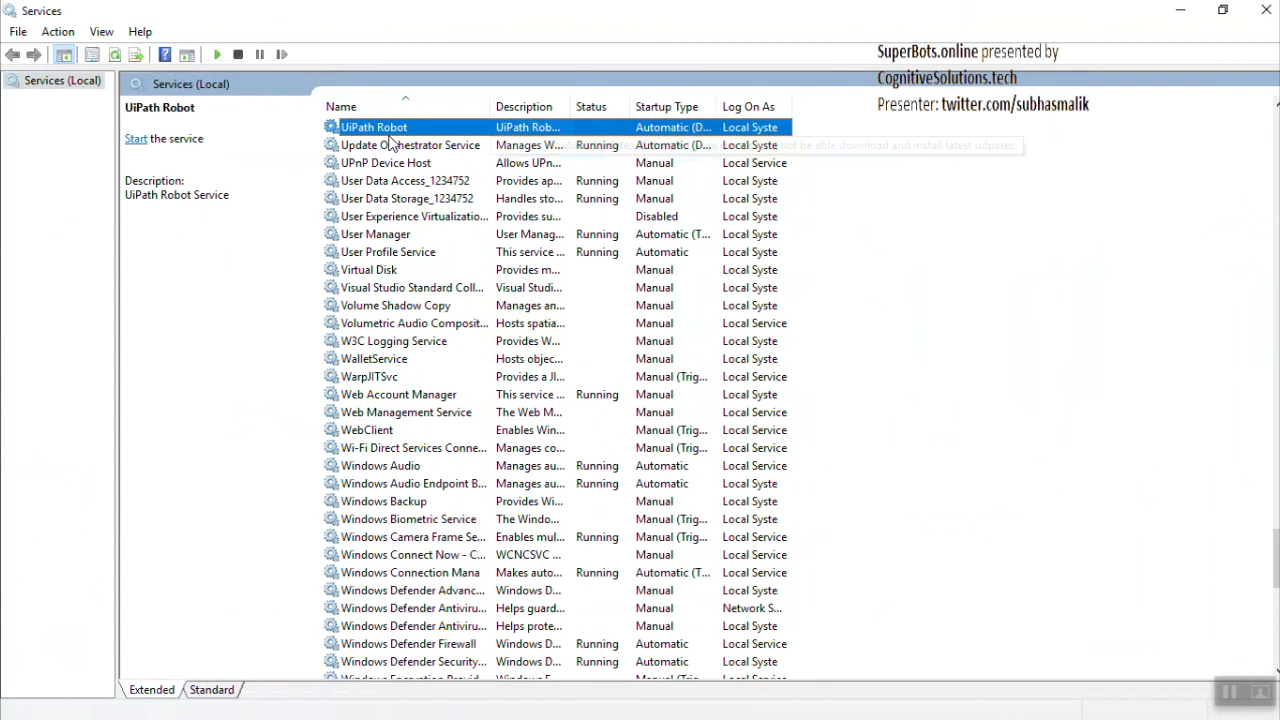 Services
File Action View Help
SuperBots.online presented by
CognitiveSolutions.tech
Presenter: twitter.com/subhasmalik
Services (Local)
Services (Local)
UiPath Robot
Start the service
Description:
UiPath Robot Service
Name Description Status Startup Type Log On As
UiPath Robot UiPath Rob... Automatic (D... Local Syste
Update Orchestrator Service Manages W... Running Automatic (D... Local Syste
not be able download and install latest udpates.
UPnP Device Host Allows UPn... Manual Local Service
User Data Access_1234752 Provides ap... Running Manual Local Syste
User Data Storage_1234752 Handles sto... Running Manual Local Syste
User Experience Virtualizatio... Provides su... Disabled Local Syste
User Manager User Manag... Running Automatic (T... Local Syste
User Profile Service This service ... Running Automatic Local Syste
Virtual Disk Provides m... Manual Local Syste
Visual Studio Standard Coll... Visual Studi... Manual Local Syste
Volume Shadow Copy Manages an... Manual Local Syste
Volumetric Audio Composit... Hosts spatia... Manual Local Service
W3C Logging Service Provides W... Manual Local Syste
WalletService Hosts objec... Manual Local Syste
WarpJITSvc Provides a JI... Manual (Trig... Local Service
Web Account Manager This service ... Running Manual Local Syste
Web Management Service The Web M... Manual Local Service
WebClient Enables Win... Manual (Trig... Local Service
Wi-Fi Direct Services Conne... Manages co... Manual (Trig... Local Service
Windows Audio Manages au... Running Automatic Local Service
Windows Audio Endpoint B... Manages au... Running Automatic Local Syste
Windows Backup Provides Wi... Manual Local Syste
Windows Biometric Service The Windo... Manual (Trig... Local Syste
Windows Camera Frame Se... Enables mul... Running Manual (Trig... Local Service
Windows Connect Now - C... WCNCSVC ... Manual Local Service
Windows Connection Mana Makes auto... Running Automatic (T... Local Service
Windows Defender Advanc... Windows D... Manual Local Syste
Windows Defender Antiviru... Helps guard... Manual Network S...
Windows Defender Antiviru... Helps prote... Manual Local Syste
Windows Defender Firewall Windows D... Running Automatic Local Service
Windows Defender Security... Windows D... Running Automatic Local Syste
Extended Standard